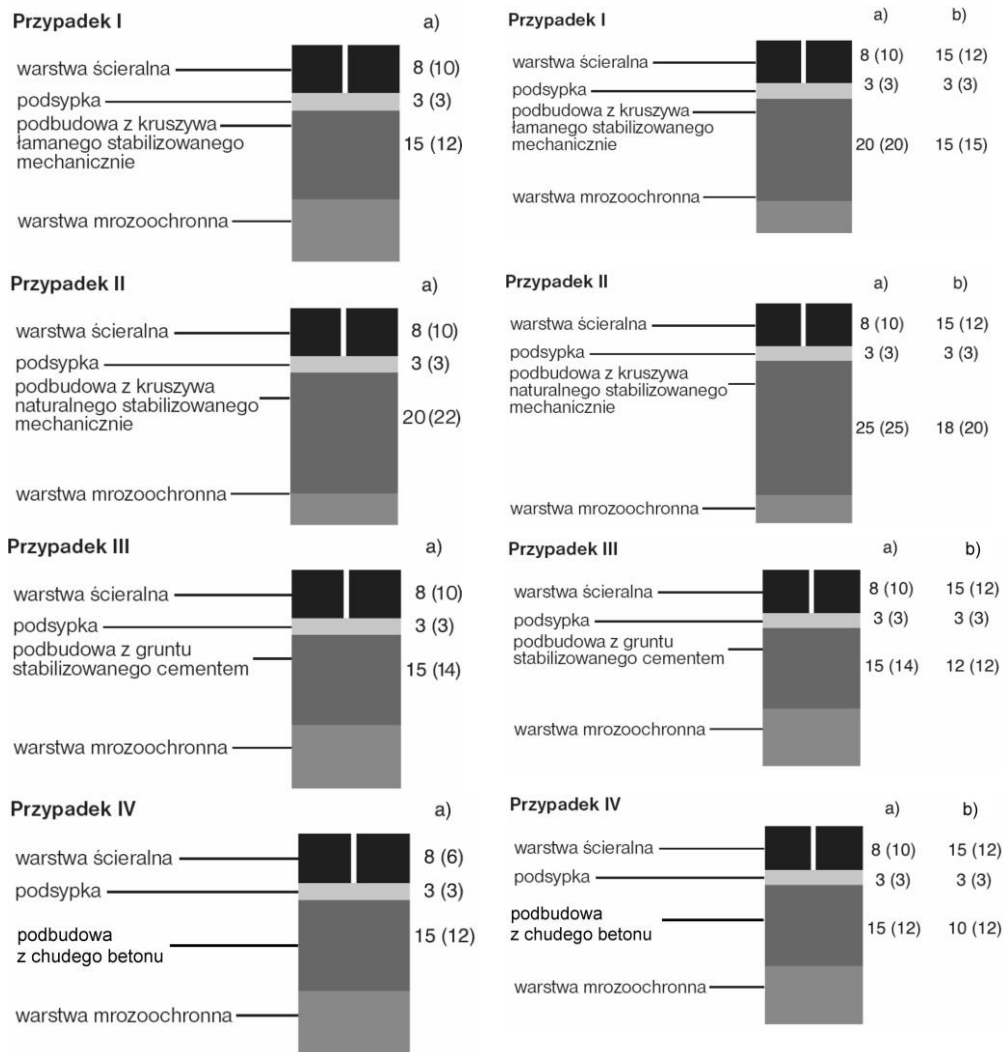 Przypadek I a)
warstwa ścieralna 8 (10)
podsypka 3 (3)
podbudowa z kruszywa
łamanego stabilizowanego
mechanicznie 15 (12)
warstwa mrozoochronna
Przypadek II a)
warstwa ścieralna 8 (10)
podsypka 3 (3)
podbudowa z kruszywa
naturalnego stabilizowanego
mechanicznie 20 (22)
warstwa mrozoochronna
Przypadek III a)
warstwa ścieralna 8 (10)
podsypka 3 (3)
podbudowa z gruntu
stabilizowanego cementem 15 (14)
warstwa mrozoochronna
Przypadek IV a)
warstwa ścieralna 8 (6)
podsypka 3 (3)
podbudowa 15 (12)
z chudego betonu
warstwa mrozoochronna
Przypadek I a) b)
warstwa ścieralna 8 (10) 15 (12)
podsypka 3 (3) 3 (3)
podbudowa z kruszywa
łamanego stabilizowanego
mechanicznie 20 (20) 15 (15)
warstwa mrozoochronna
Przypadek II a) b)
warstwa ścieralna 8 (10) 15 (12)
podsypka 3 (3) 3 (3)
podbudowa z kruszywa
naturalnego stabilizowanego
mechanicznie
25 (25) 18 (20)
warstwa mrozoochronna
Przypadek III a) b)
warstwa ścieralna 8 (10) 15 (12)
podsypka 3 (3) 3 (3)
podbudowa z gruntu
stabilizowanego cementem 15 (14) 12 (12)
warstwa mrozoochronna
Przypadek IV a) b)
warstwa ścieralna 8 (10) 15 (12)
podsypka 3 (3) 3 (3)
podbudowa
z chudego betonu 15 (12) 10 (12)
warstwa mrozoochronna